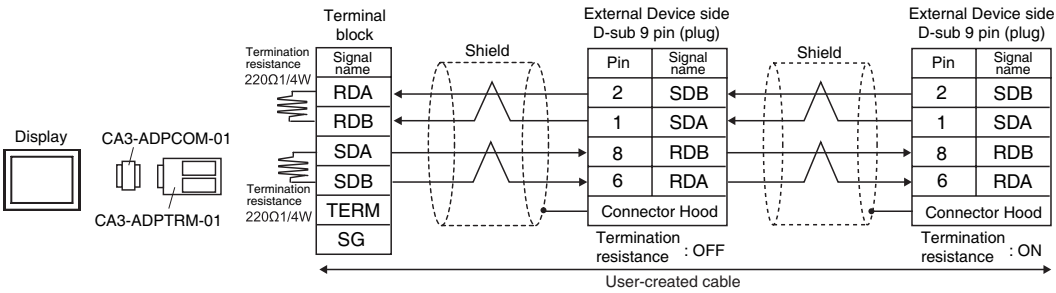 Display
CA3-ADPCOM-01
CA3-ADPTRM-01
Termination
resistance
220Ω1/4W
Termination
resistance
220Ω1/4W
Terminal
block
Signal
name
RDA
RDB
SDA
SDB
TERM
SG
Shield
External Device side
D-sub 9 pin (plug)
Pin Signal
name
2 SDB
1 SDA
8 RDB
6 RDA
Connector Hood
Termination
resistance : OFF
Shield
External Device side
D-sub 9 pin (plug)
Pin Signal
name
2 SDB
1 SDA
8 RDB
6 RDA
Connector Hood
Termination
resistance : ON
User-created cable